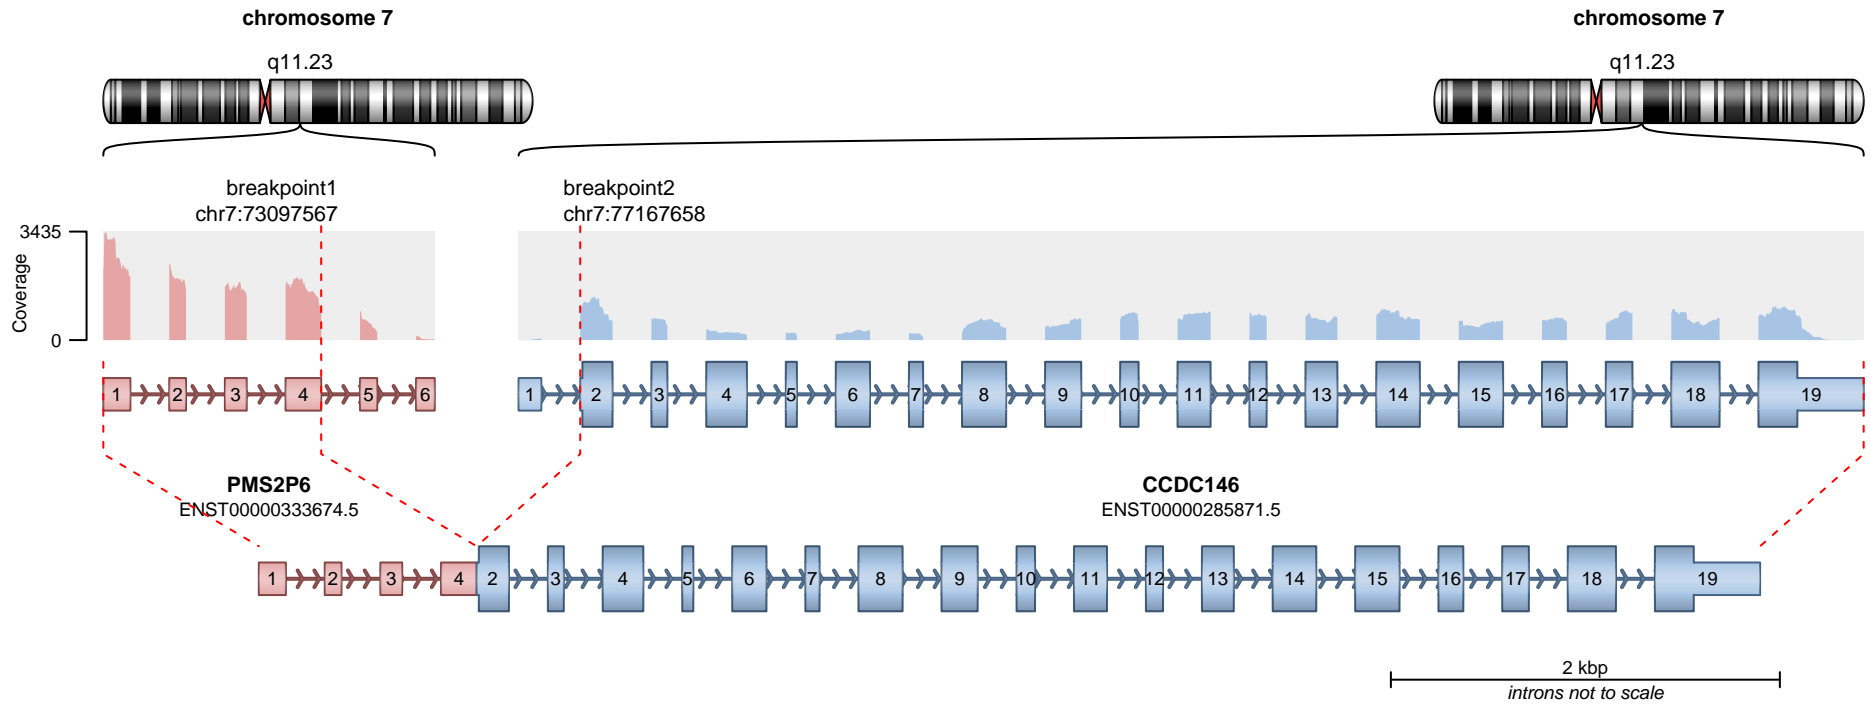 chromosome 7 chromosome 7
q11.23 q11.23
breakpoint1 breakpoint2
chr7:73097567 chr7:77167658
3435
Coverage
0
1 2 3 4 5 6 1 2 3 4 5 6 7 8 9 10 11 12 13 14 15 16 17 18 19
PMS2P6 CCDC146
ENST00000333674.5 ENST00000285871.5
1 2 3 4 2 3 4 5 6 7 8 9 10 11 12 13 14 15 16 17 18 19
2 kbp
introns not to scale